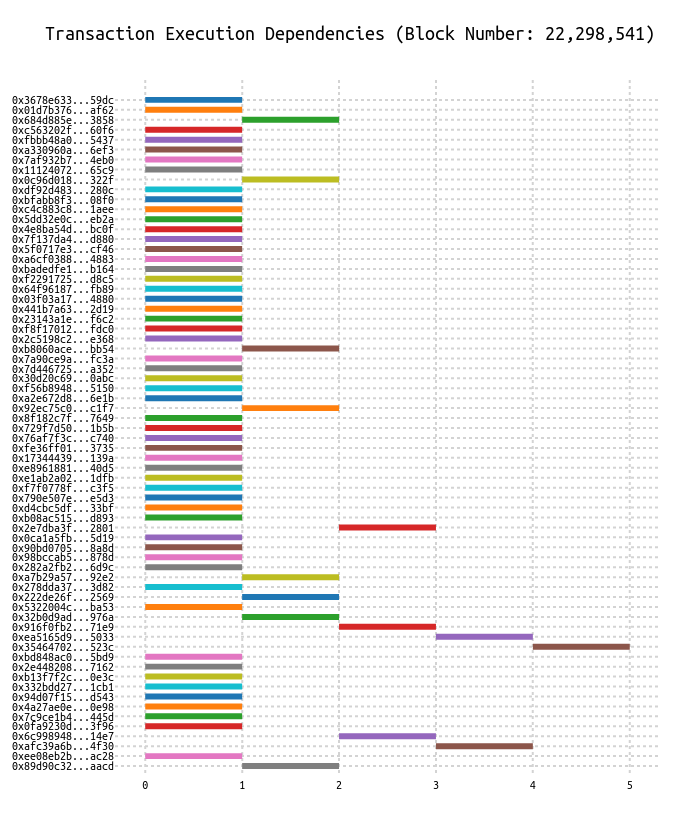 Transaction Execution Dependencies (Block Number: 22,298,541)
0x3678e633...59dc
0x01d7b376...af62
0x684d885e...3858
0xc563202f...60f6
0xfbbb48a0...5437
0xa330960a...6ef3
0x7af932b7...4eb0
0x11124072...65c9
0x0c96d018...322f
0xdf92d483...280c
0xbfabb8f3...08f0
0xc4c883c8...1aee
0x5dd32e0c...eb2a
0x4e8ba54d...bc0f
0x7f137da4...d880
0x5f0717e3...cf46
0xa6cf0388...4883
0xbadedfe1...b164
0xf2291725...d8c5
0x64f96187...fb89
0x03f03a17...4880
0x441b7a63...2d19
0x23143a1e...f6c2
0xf8f17012...fdc0
0x2c5198c2...e368
0xb8060ace...bb54
0x7a90ce9a...fc3a
0x7d446725...a352
0x30d20c69...0abc
0xf56b8948...5150
0xa2e672d8...6e1b
0x92ec75c0...c1f7
0x8f182c7f...7649
0x729f7d50...1b5b
0x76af7f3c...c740
0xfe36ff01...3735
0x17344439...139a
0xe8961881...40d5
0xe1ab2a02...1dfb
0xf7f0778f...c3f5
0x790e507e...e5d3
0xd4cbc5df...33bf
0xb08ac515...d893
0x2e7dba3f...2801
0x0ca1a5fb...5d19
0x90bd0705...8a8d
0x98bccab5...878d
0x282a2fb2...6d9c
0xa7b29a57...92e2
0x278dda37...3d82
0x222de26f...2569
0x5322004c...ba53
0x32b0d9ad...976a
0x916f0fb2...71e9
0xea5165d9...5033
0x35464702...523c
0xbd848ac0...5bd9
0x2e448208...7162
0xb13f7f2c...0e3c
0x332bdd27...1cb1
0x94d07f15...d543
0x4a27ae0e...0e98
0x7c9ce1b4...445d
0x0fa9230d...3f96
0x6c998948...14e7
0xafc39a6b...4f30
0xee08eb2b...ac28
0x89d90c32...aacd
0 1 2 3 4 5